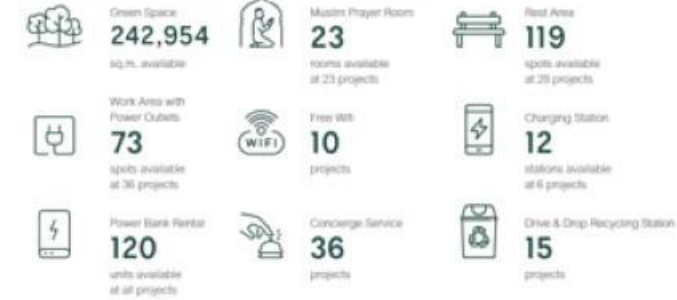 Green Space
242,954
sq.m. available
Muslim Prayer Room
23
rooms available
at 23 projects
Rest Area
119
spots available
at 28 projects
Work Area with
Power Outlets
73
spots available
at 36 projects
WiFi
Free Wifi
10
projects
Charging Station
12
stations available
at 6 projects
Power Bank Rental
120
units available
at all projects
Concierge Service
36
projects
Drive & Drop Recycling Station
15
projects